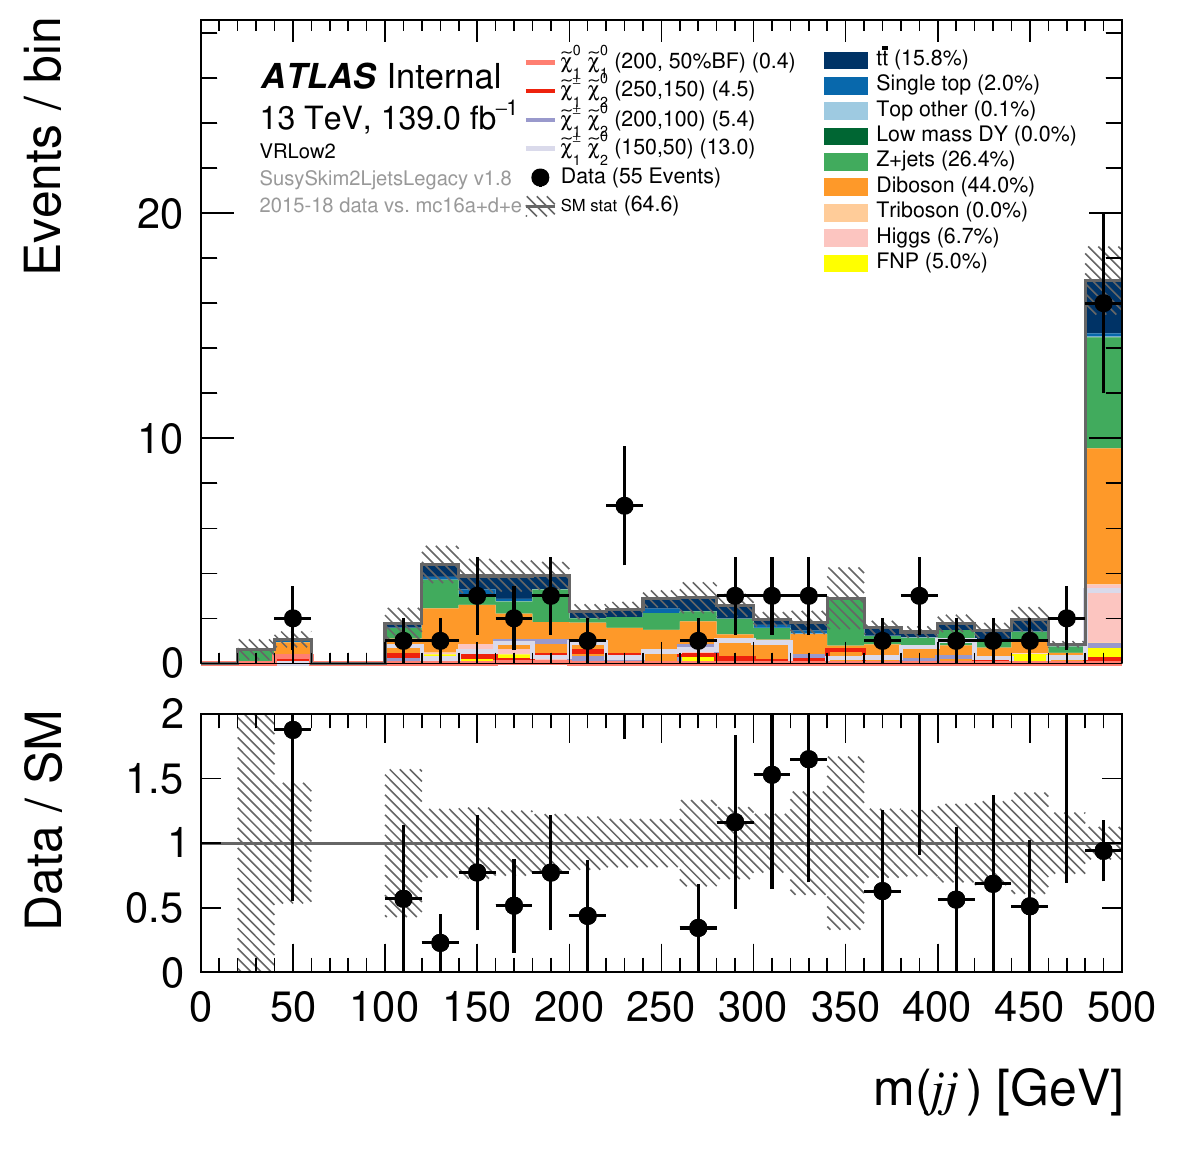 Events / bin
ATLAS Internal
13 TeV, 139.0 fb⁻¹
VRLow2
SusySkim2LjetsLegacy v1.8
2015-18 data vs. mc16a+d+e
χ̃⁰₁ χ̃⁰₁ (200, 50%BF) (0.4)
χ̃±₁ χ̃⁰₂ (250,150) (4.5)
χ̃±₁ χ̃⁰₂ (200,100) (5.4)
χ̃±₁ χ̃⁰₂ (150,50) (13.0)
Data (55 Events)
SM stat (64.6)
tt̄ (15.8%)
Single top (2.0%)
Top other (0.1%)
Low mass DY (0.0%)
Z+jets (26.4%)
Diboson (44.0%)
Triboson (0.0%)
Higgs (6.7%)
FNP (5.0%)
20
10
0
Data / SM
2
1.5
1
0.5
0
0 50 100 150 200 250 300 350 400 450 500
m(jj) [GeV]